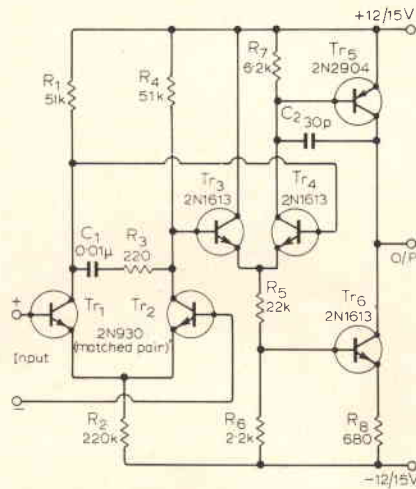 +12/15V
R1
51k
R4
51k
R7
6·2k
Tr5
2N2904
C2 30p
Tr3
2N1613
Tr4
2N1613
C1
0·01μ
R3
220
O/P
R5
22k
Tr6
2N1613
+
Tr1
Tr2
2N930
(matched pair)
Input
−
R2
220k
R6
2·2k
R8
680
−12/15V